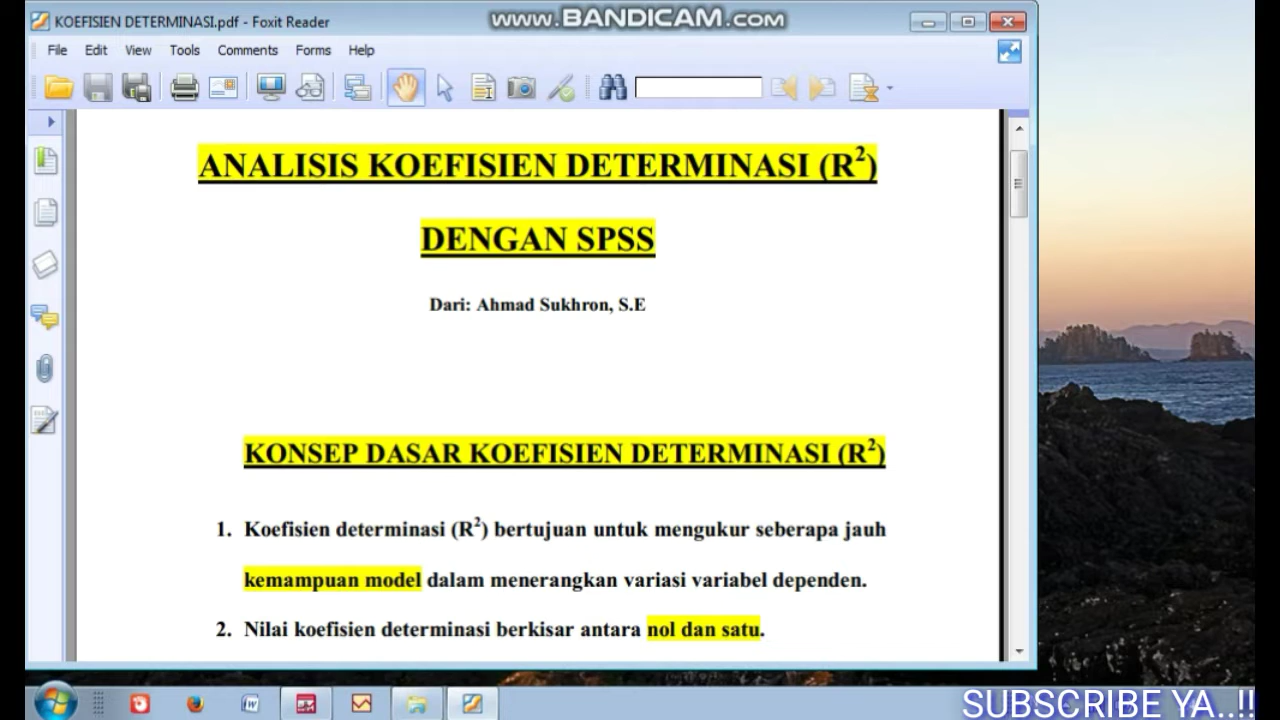 KOEFISIEN DETERMINASI.pdf - Foxit Reader
www.BANDICAM.com
File Edit View Tools Comments Forms Help
ANALISIS KOEFISIEN DETERMINASI (R²)
DENGAN SPSS
Dari: Ahmad Sukhron, S.E
KONSEP DASAR KOEFISIEN DETERMINASI (R²)
1. Koefisien determinasi (R²) bertujuan untuk mengukur seberapa jauh
kemampuan model dalam menerangkan variasi variabel dependen.
2. Nilai koefisien determinasi berkisar antara nol dan satu.
SUBSCRIBE YA..!!